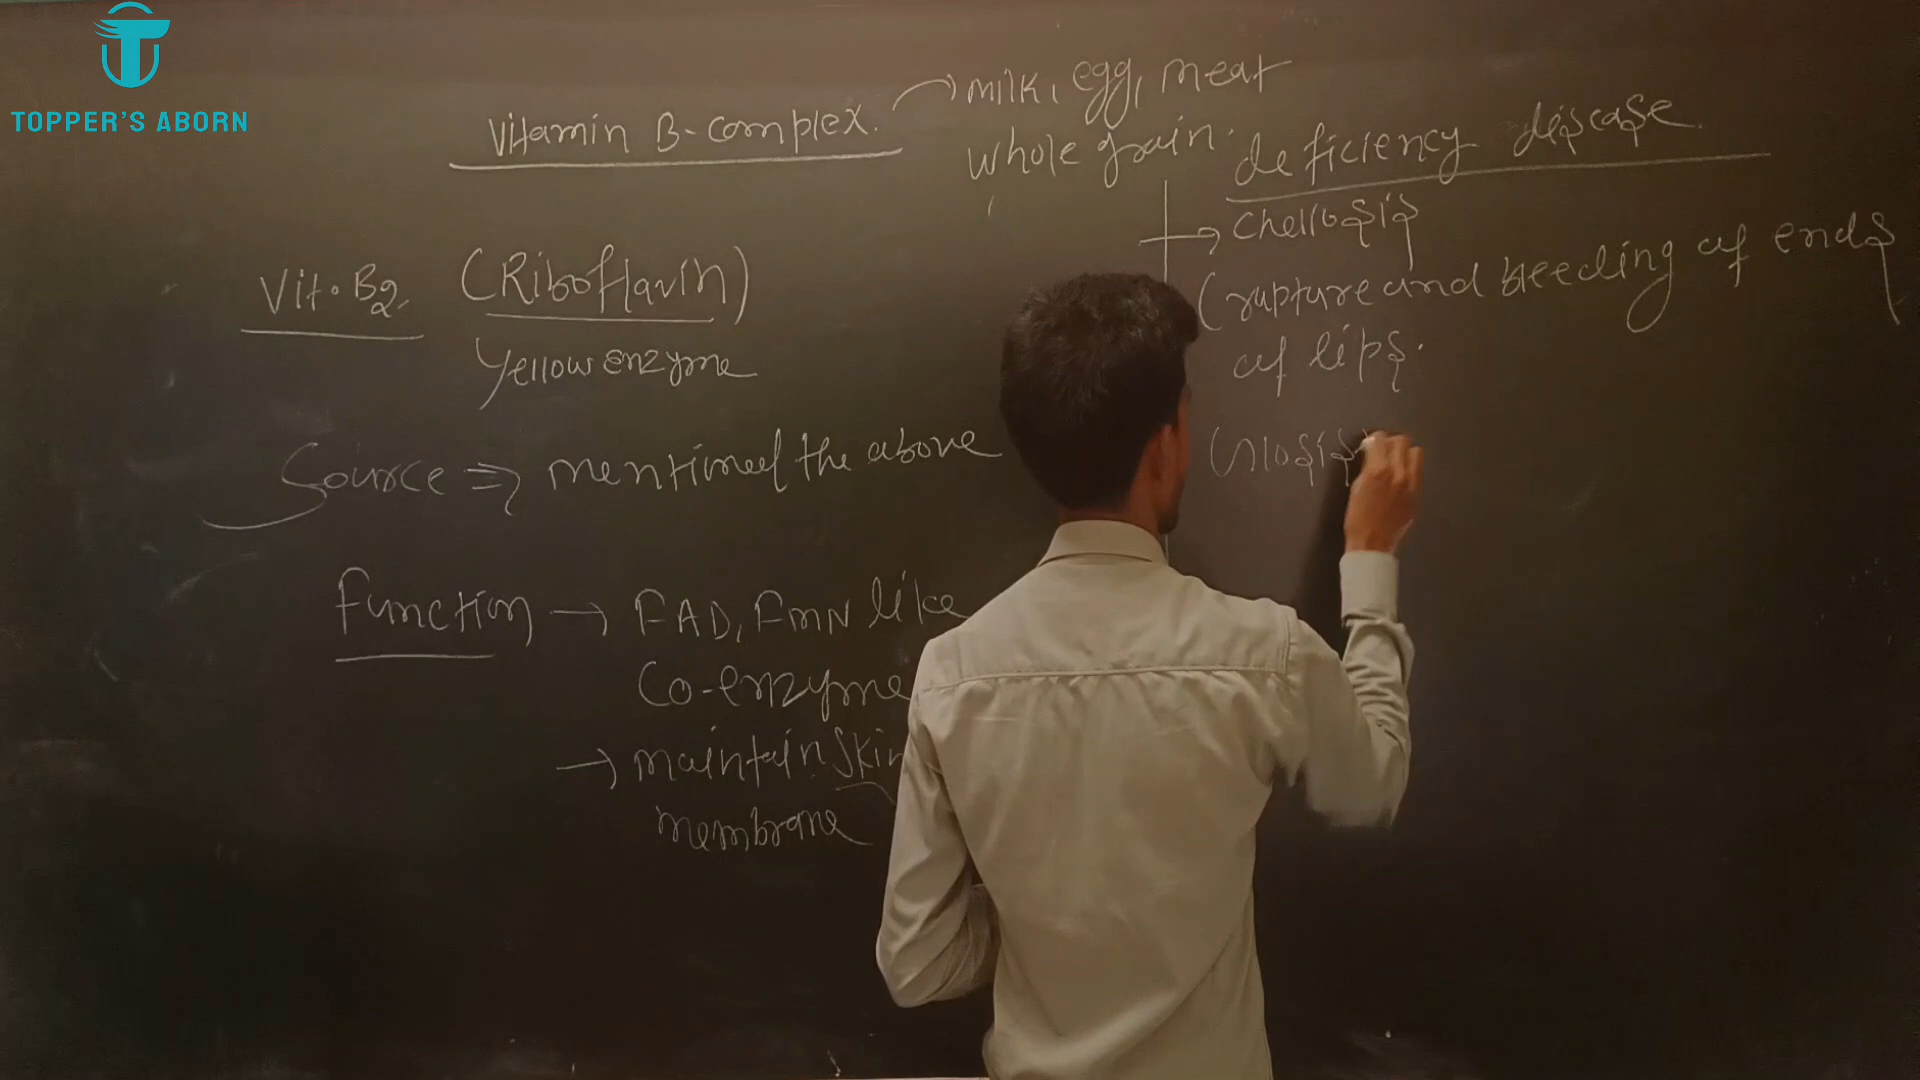 TOPPER'S ABORN
Vitamin B-complex. → milk, egg, meat
whole grain.
Vit. B2. (Riboflavin)
Yellow enzyme
Source ⇒ mentioned the above
function → FAD, FMN like
Co-enzyme
→ maintain skin
membrane
deficiency disease.
→ Chellosis
(rupture and bleeding of ends
of lips.